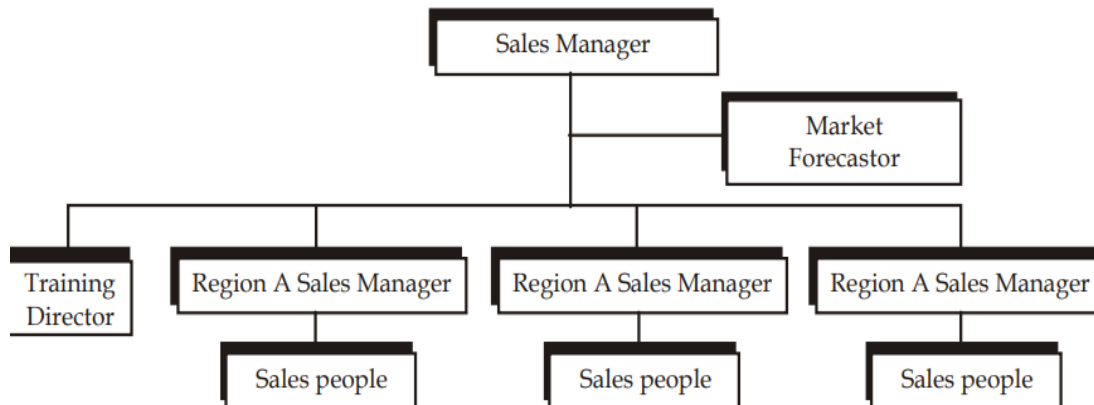 Sales Manager
Market
Forecastor
Training
Director
Region A Sales Manager
Region A Sales Manager
Region A Sales Manager
Sales people
Sales people
Sales people